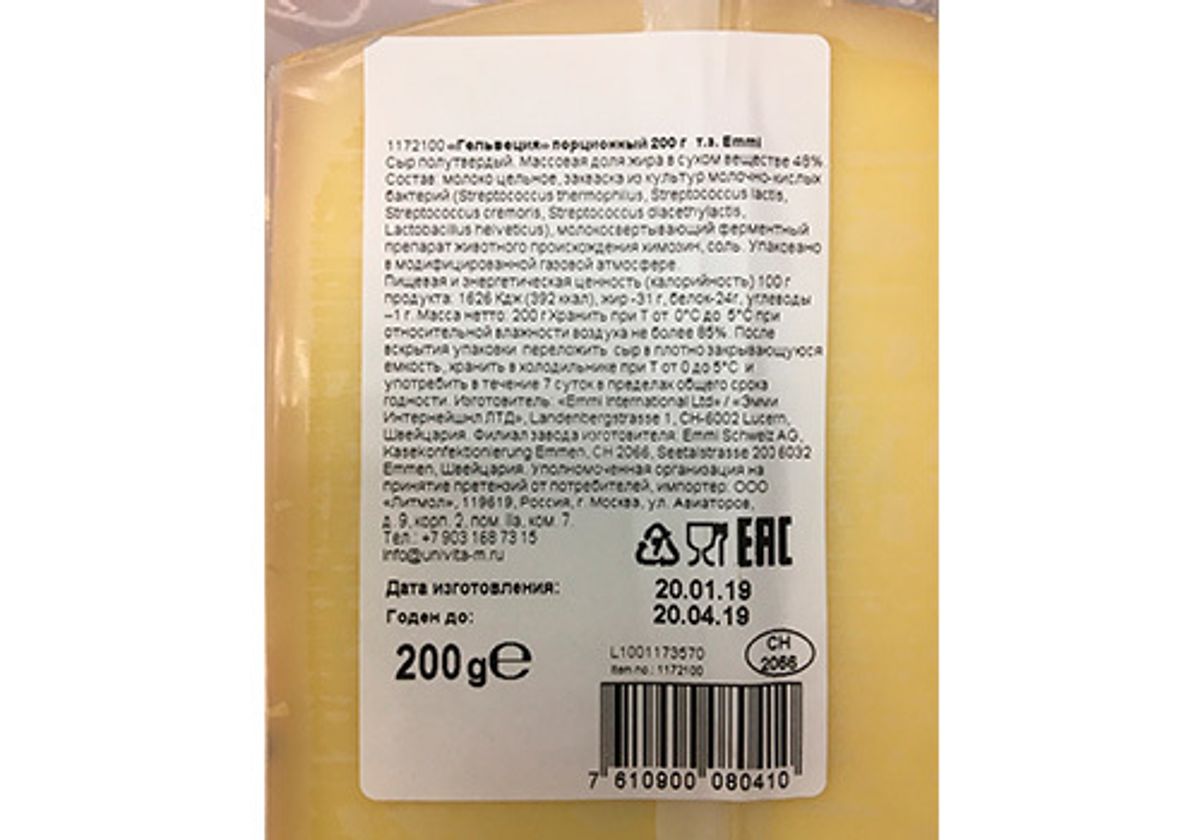 1172100 «Гельвеция» порционный 200 г т.з. Emmi
Сыр полутвердый. Массовая доля жира в сухом веществе 48%
Состав: молоко цельное, закваска из культур молочно-кислых
бактерий (Streptococcus thermophilus, Streptococcus lactis,
Streptococcus cremoris, Streptococcus diacethylactis,
Lactobacillus helveticus), молокосвертывающий ферментный
препарат животного происхождения химозин, соль. Упаковано
в модифицированной газовой атмосфере.
Пищевая и энергетическая ценность (калорийность) 100 г
продукта: 1626 Кдж (392 ккал), жир -31 г, белок-24г, углеводы
–1 г. Масса нетто: 200 г Хранить при Т от 0°С до 5°С при
относительной влажности воздуха не более 85%. После
вскрытия упаковки переложить сыр в плотно закрывающуюся
емкость, хранить в холодильнике при Т от 0 до 5°С и
употребить в течение 7 суток в пределах общего срока
годности. Изготовитель: «Emmi International Ltd» / «Эмми
Интернейшнл ЛТД», Landenbergstrasse 1, CH-6002 Lucern,
Швейцария. Филиал завода изготовителя: Emmi Schweiz AG,
Kasekonfektionierung Emmen, CH 2066, Seetalstrasse 200 6032
Emmen, Швейцария. Уполномоченная организация на
принятие претензий от потребителей, импортер: ООО
«Литмол», 119619, Россия, г. Москва, ул. Авиаторов,
д. 9, корп. 2, пом. IIа, ком. 7.
Тел.: +7 903 168 73 15
info@univita-m.ru
7 EAC
Дата изготовления: 20.01.19
Годен до: 20.04.19
200 g℮
L1001173570
Item no.: 1172100
CH
2066
7 610900 080410